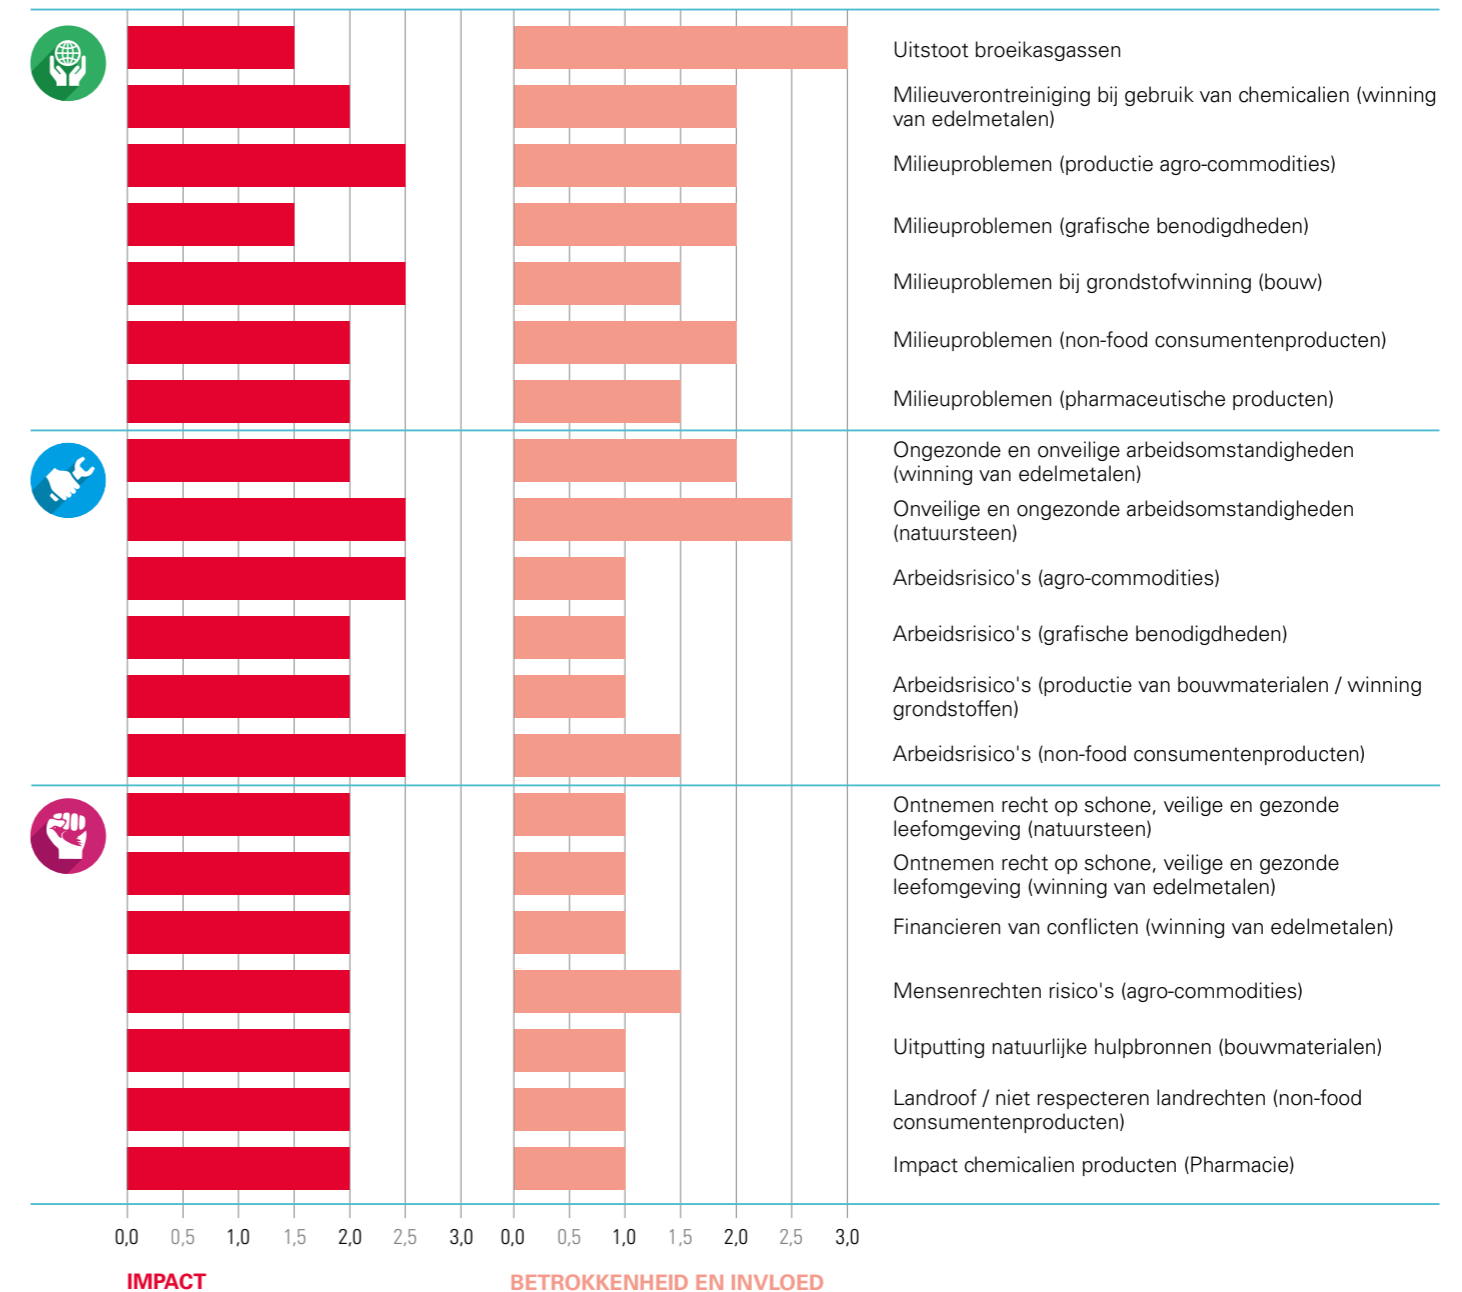 Uitstoot broeikasgassen
Milieuverontreiniging bij gebruik van chemicalien (winning
van edelmetalen)
Milieuproblemen (productie agro-commodities)
Milieuproblemen (grafische benodigdheden)
Milieuproblemen bij grondstofwinning (bouw)
Milieuproblemen (non-food consumentenproducten)
Milieuproblemen (pharmaceutische producten)
Ongezonde en onveilige arbeidsomstandigheden
(winning van edelmetalen)
Onveilige en ongezonde arbeidsomstandigheden
(natuursteen)
Arbeidsrisico's (agro-commodities)
Arbeidsrisico's (grafische benodigdheden)
Arbeidsrisico's (productie van bouwmaterialen / winning
grondstoffen)
Arbeidsrisico's (non-food consumentenproducten)
Ontnemen recht op schone, veilige en gezonde
leefomgeving (natuursteen)
Ontnemen recht op schone, veilige en gezonde
leefomgeving (winning van edelmetalen)
Financieren van conflicten (winning van edelmetalen)
Mensenrechten risico's (agro-commodities)
Uitputting natuurlijke hulpbronnen (bouwmaterialen)
Landroof / niet respecteren landrechten (non-food
consumentenproducten)
Impact chemicalien producten (Pharmacie)
0,0 0,5 1,0 1,5 2,0 2,5 3,0 0,0 0,5 1,0 1,5 2,0 2,5 3,0
IMPACT BETROKKENHEID EN INVLOED